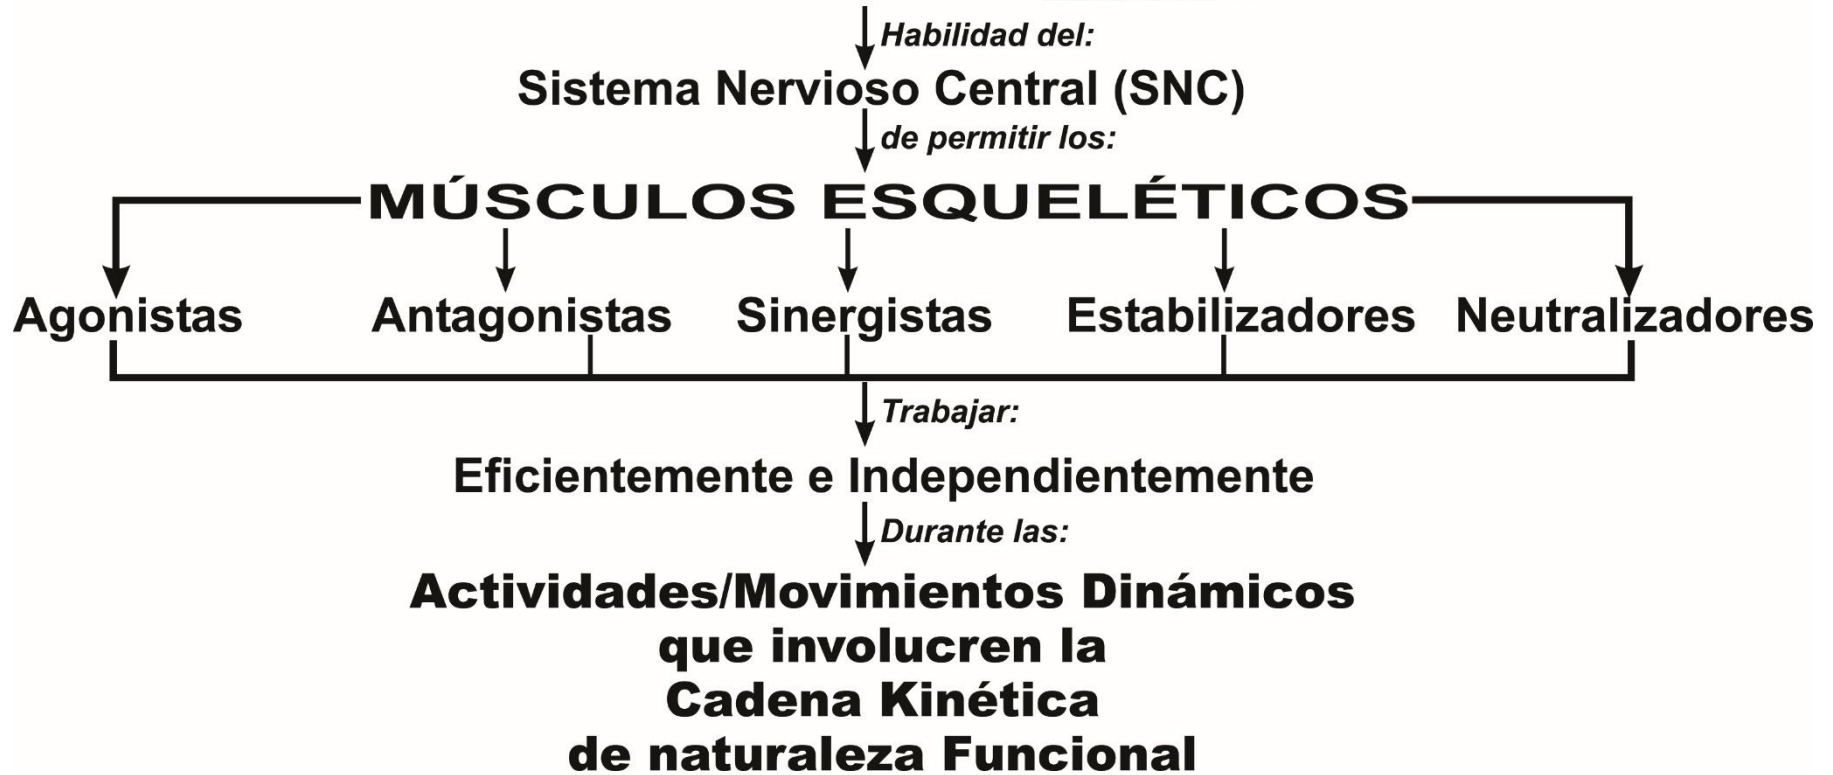 Habilidad del:
Sistema Nervioso Central (SNC)
de permitir los:
MÚSCULOS ESQUELÉTICOS
Agonistas Antagonistas Sinergistas Estabilizadores Neutralizadores
Trabajar:
Eficientemente e Independientemente
Durante las:
Actividades/Movimientos Dinámicos
que involucren la
Cadena Kinética
de naturaleza Funcional